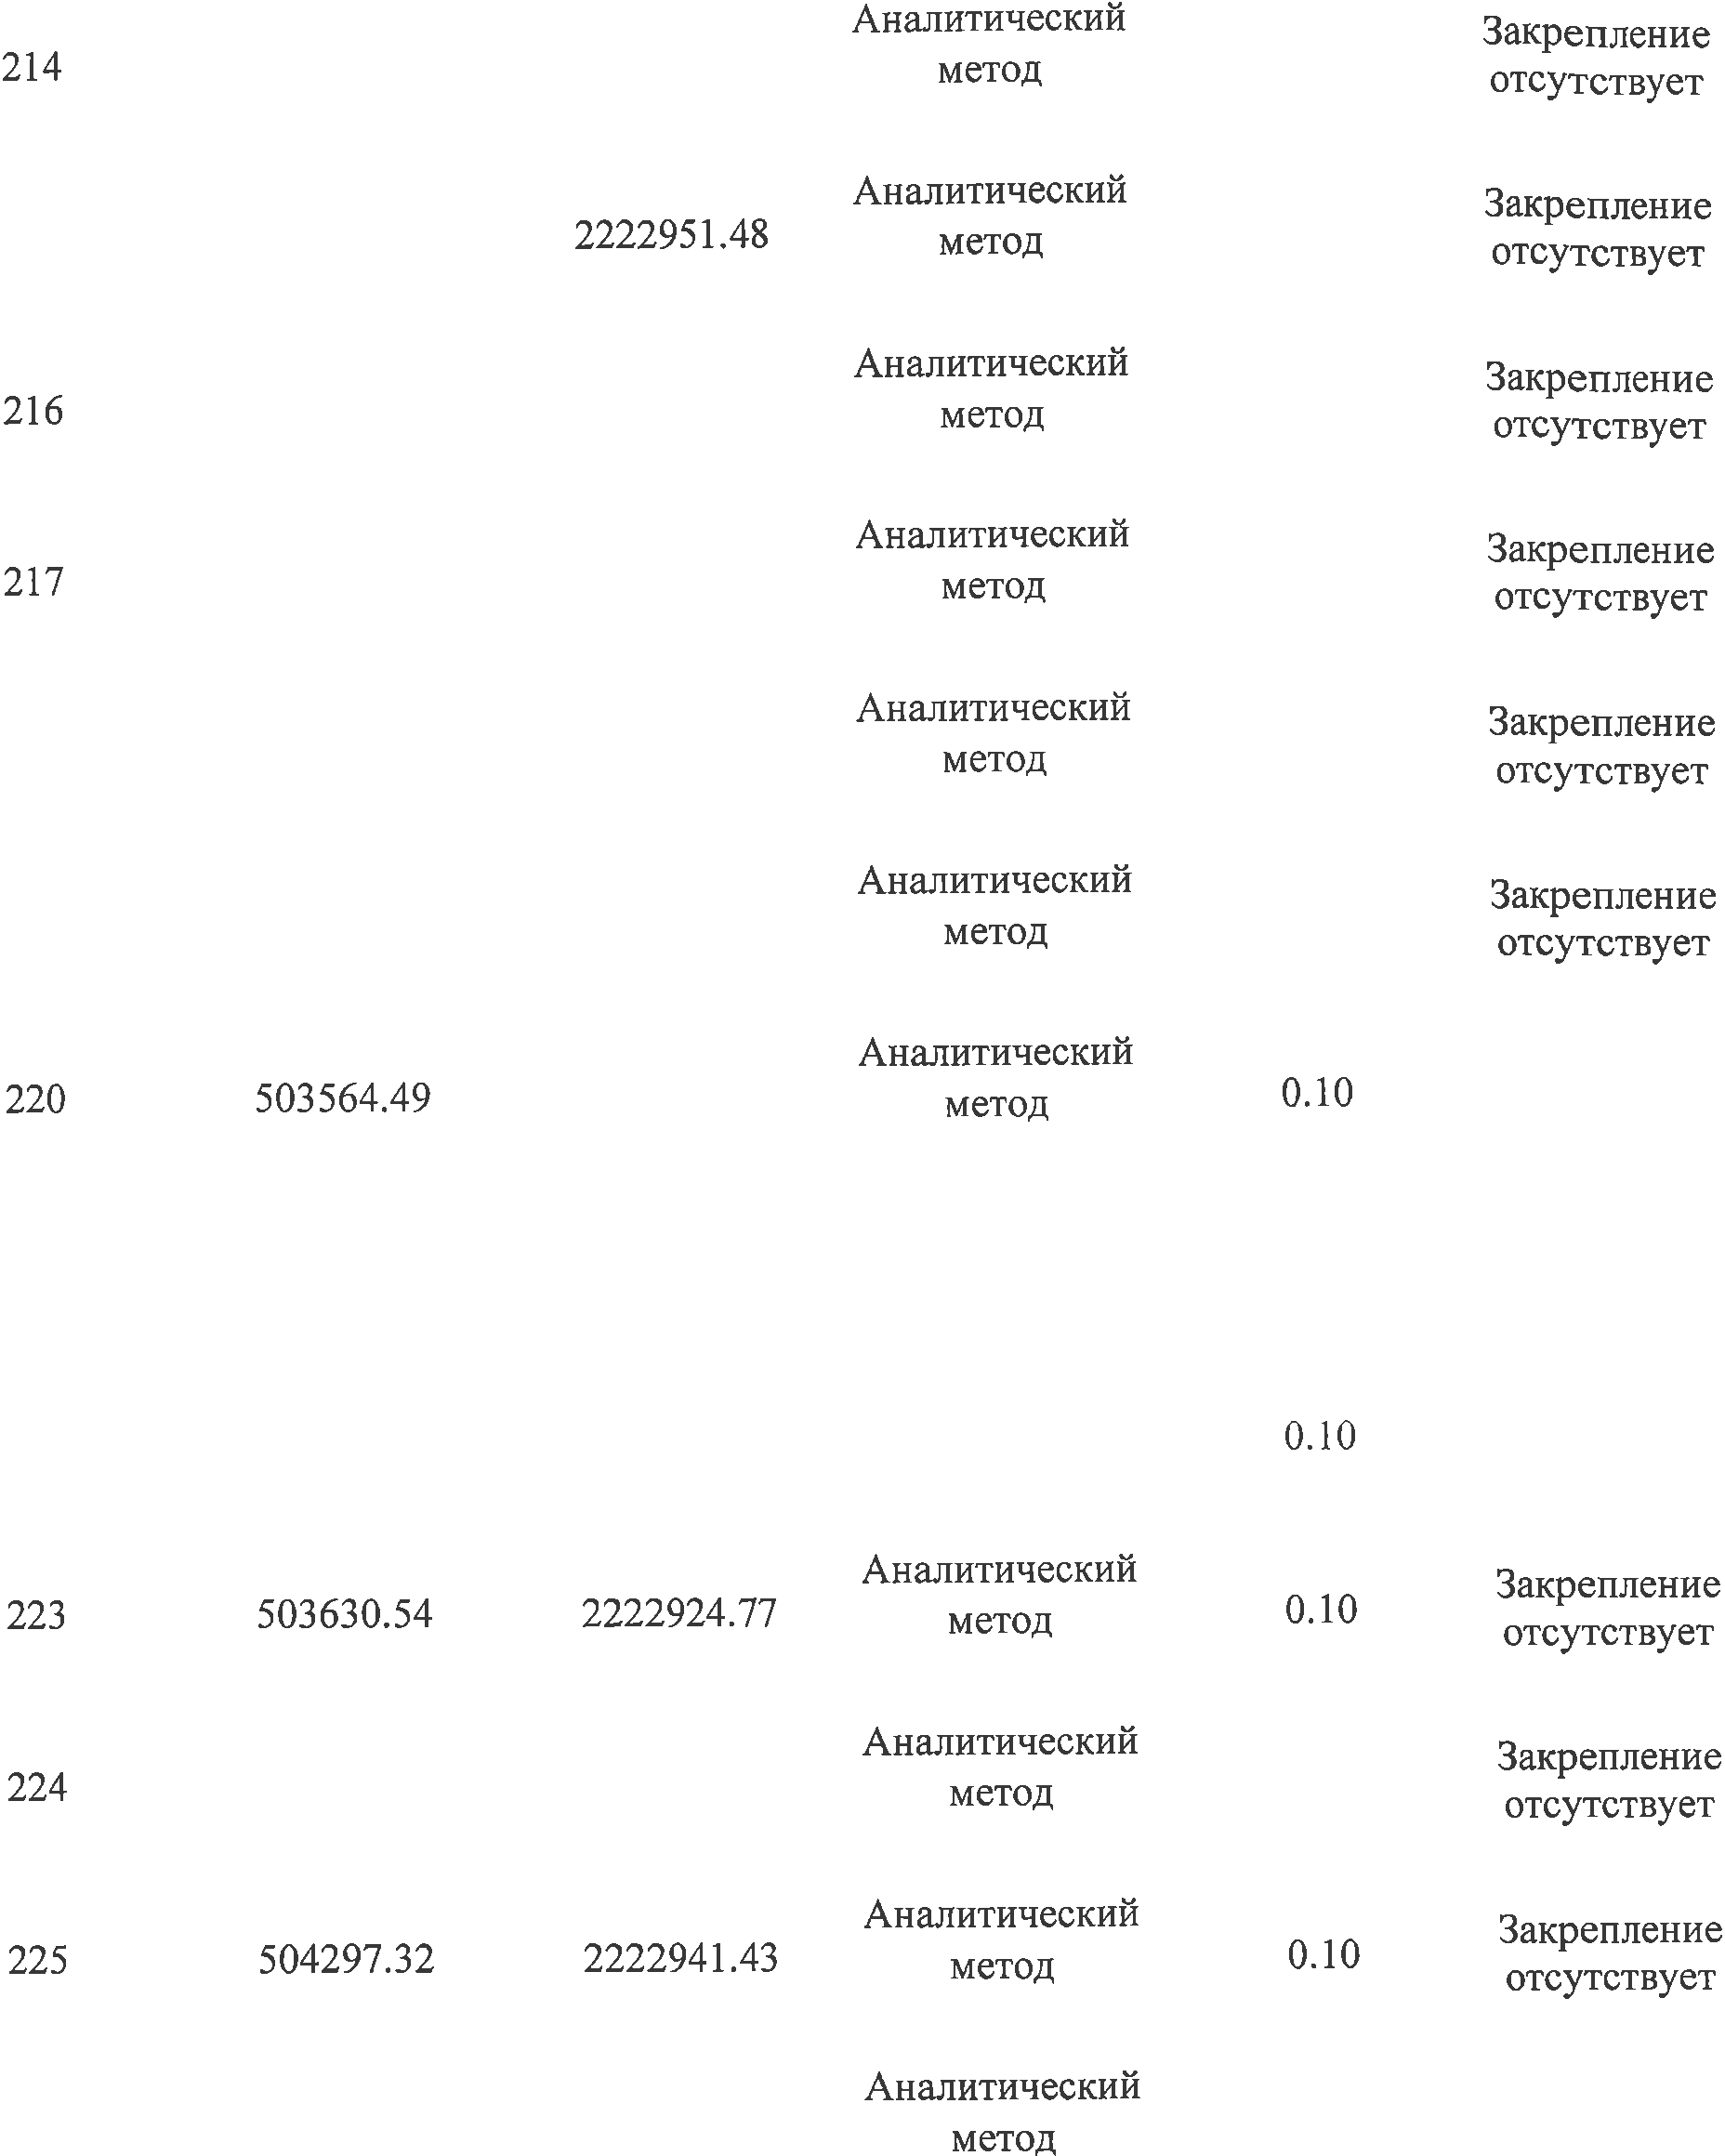 Аналитический Закрепление
214 метод отсутствует
Аналитический Закрепление
2222951.48 метод отсутствует
Аналитический Закрепление
216 метод отсутствует
Аналитический Закрепление
217 метод отсутствует
Аналитический Закрепление
метод отсутствует
Аналитический Закрепление
метод отсутствует
Аналитический
220 503564.49 метод 0.10
0.10
Аналитический Закрепление
223 503630.54 2222924.77 метод 0.10 отсутствует
Аналитический Закрепление
224 метод отсутствует
Аналитический Закрепление
225 504297.32 2222941.43 метод 0.10 отсутствует
Аналитический
метод